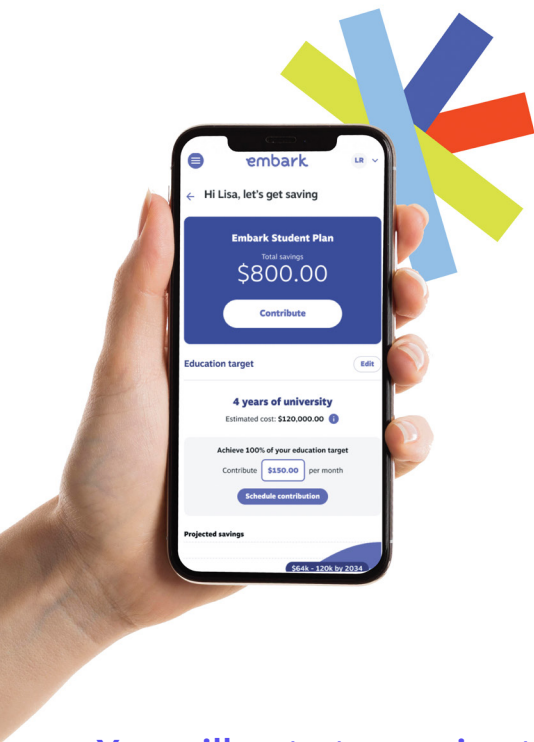 embark
LR
Hi Lisa, let's get saving
Embark Student Plan
Total savings
$800.00
Contribute
Education target
Edit
4 years of university
Estimated cost: $120,000.00 i
Achieve 100% of your education target
Contribute $150.00 per month
Schedule contribution
Projected savings
$64k - 120k by 2034